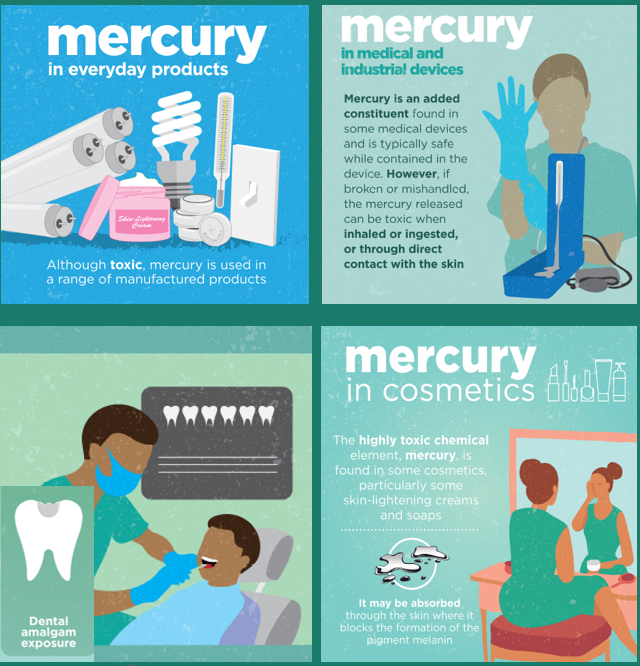 mercury
in everyday products
Skin-Lightening
Cream
Although toxic, mercury is used in
a range of manufactured products
mercury
in medical and
industrial devices
Mercury is an added
constituent found in
some medical devices
and is typically safe
while contained in the
device. However, if
broken or mishandled,
the mercury released
can be toxic when
inhaled or ingested,
or through direct
contact with the skin
Dental
amalgam
exposure
mercury
in cosmetics
The highly toxic chemical
element, mercury, is
found in some cosmetics,
particularly some
skin-lightening creams
and soaps
It may be absorbed
through the skin where it
blocks the formation of the
pigment melanin